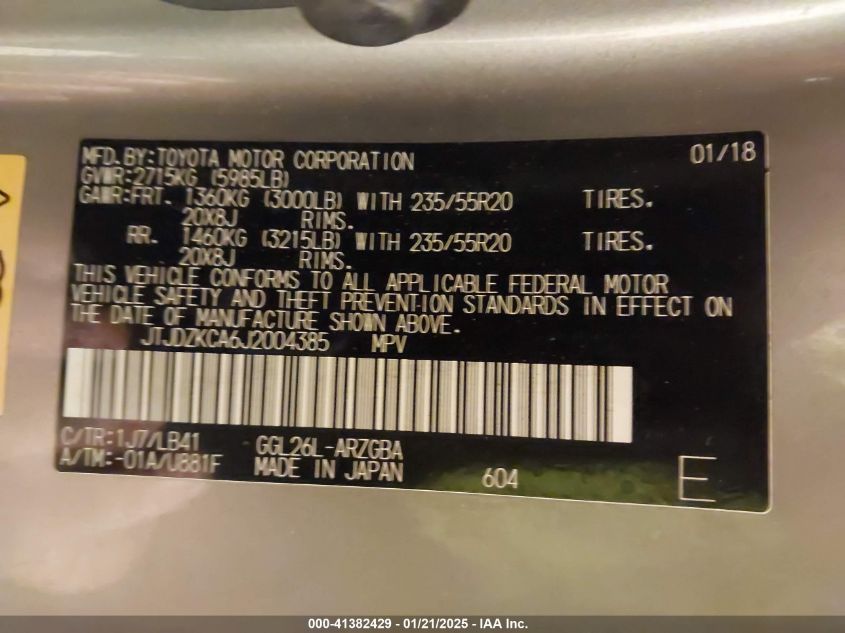 MFD.BY:TOYOTA MOTOR CORPORATION 01/18
GVWR:2715KG (5985LB)
GAWR:FRT. 1360KG (3000LB) WITH 235/55R20 TIRES.
20X8J RIMS.
RR. 1460KG (3215LB) WITH 235/55R20 TIRES.
20X8J RIMS.
THIS VEHICLE CONFORMS TO ALL APPLICABLE FEDERAL MOTOR
VEHICLE SAFETY AND THEFT PREVENTION STANDARDS IN EFFECT ON
THE DATE OF MANUFACTURE SHOWN ABOVE.
JTJDZKCA6J2004385 MPV
C/TR:1J7/LB41 GGL26L-ARZGBA
A/TM:-01A/U881F MADE IN JAPAN 604 E
000-41382429 - 01/21/2025 - IAA Inc.